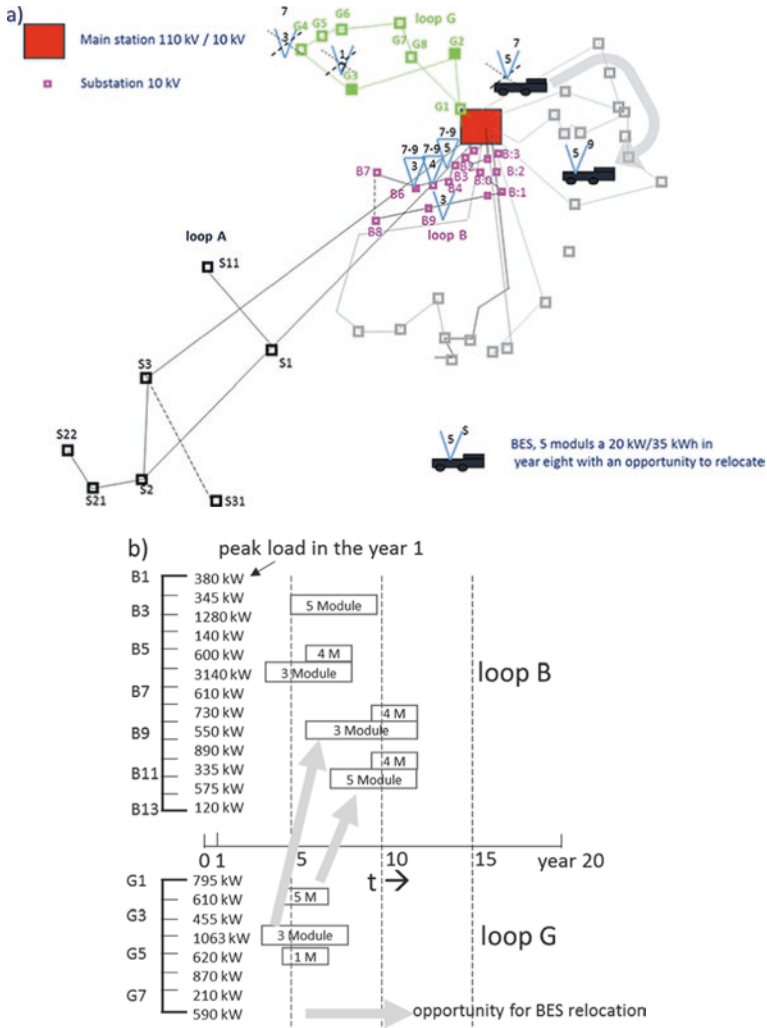 a)
Main station 110 kV / 10 kV
Substation 10 kV
7
3
G4
G5
G6
loop G
1
7
G7
G8
G2
G3
G1
7
5
9
5
7-9
7-9
7-9
3
4
5
B7
B6
B2
B3
B4
B:0
B:3
B:2
B:1
3
B9
B8
loop B
loop A
S11
S1
S3
S22
S21
S2
S31
5
S
BES, 5 moduls a 20 kW/35 kWh in
year eight with an opportunity to relocate
b)
peak load in the year 1
B1
380 kW
345 kW
B3
1280 kW
5 Module
140 kW
B5
600 kW
4 M
3140 kW
3 Module
B7
610 kW
loop B
730 kW
4 M
B9
550 kW
3 Module
890 kW
4 M
B11
335 kW
5 Module
575 kW
B13
120 kW
0 1 5 10 15 year 20
t
G1
795 kW
610 kW
5 M
G3
455 kW
1063 kW
3 Module
loop G
G5
620 kW
1 M
870 kW
G7
210 kW
590 kW
opportunity for BES relocation